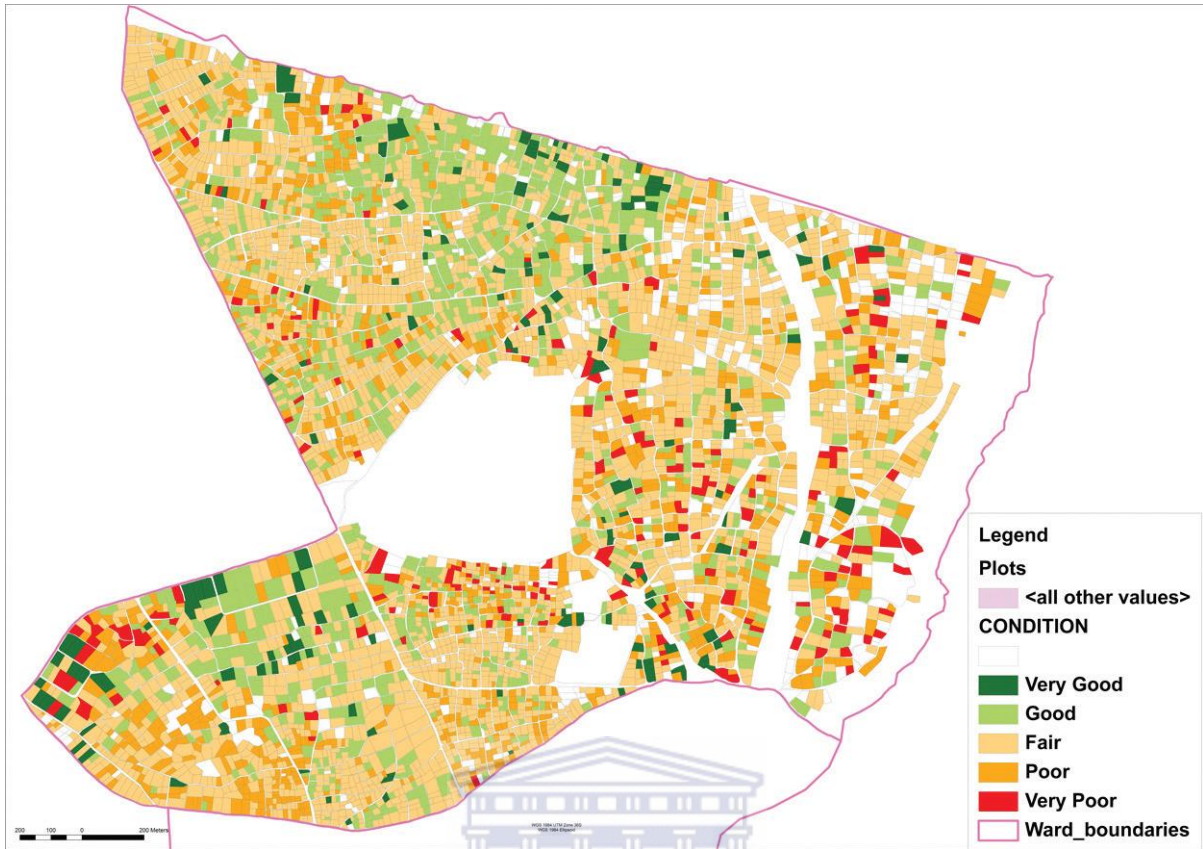 Legend
Plots
<all other values>
CONDITION
Very Good
Good
Fair
Poor
Very Poor
Ward_boundaries
200 100 0 200 Meters